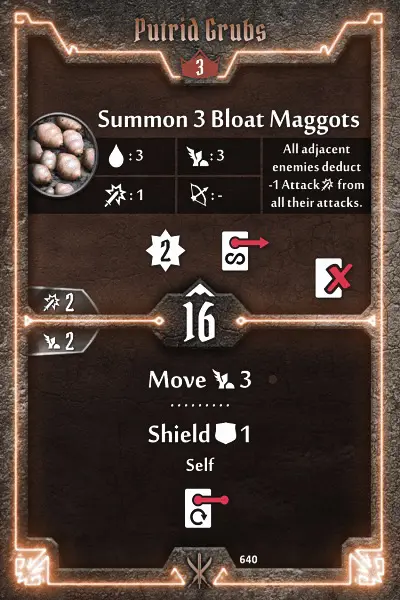 Putrid Grubs
3
Summon 3 Bloat Maggots
: 3
: 3
: 1
: -
All adjacent
enemies deduct
-1 Attack from
all their attacks.
2
S
2
16
2
Move 3
Shield 1
Self
640